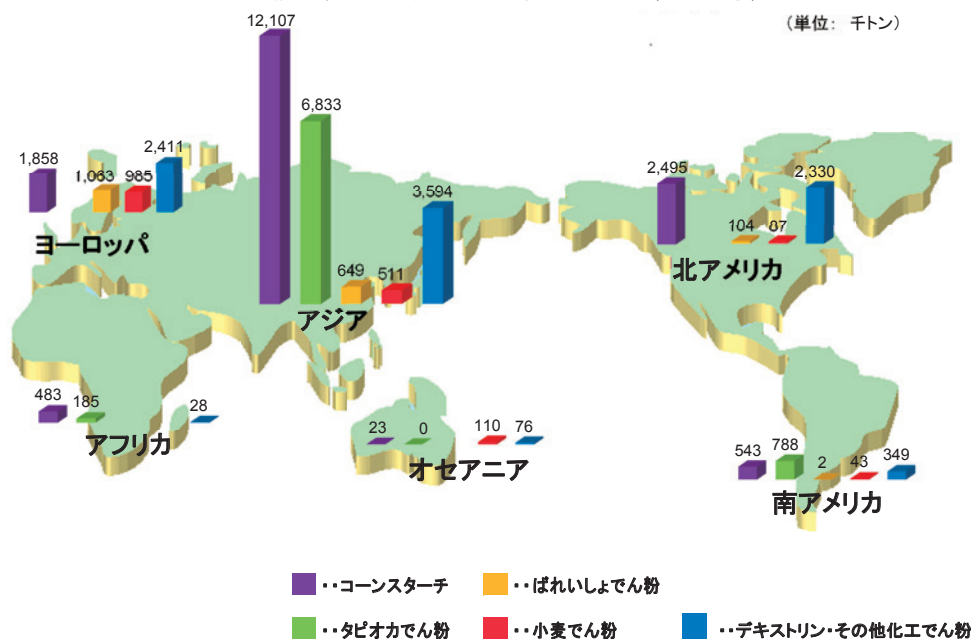 （単位： 千トン）
12,107
6,833
3,594
649
511
アジア
1,858
1,063
985
2,411
ヨーロッパ
2,495
104
87
2,330
北アメリカ
483
185
28
アフリカ
23
0
110
76
オセアニア
543
788
2
43
349
南アメリカ
・・コーンスターチ
・・ばれいしょでん粉
・・タピオカでん粉
・・小麦でん粉
・・デキストリン・その他化工でん粉